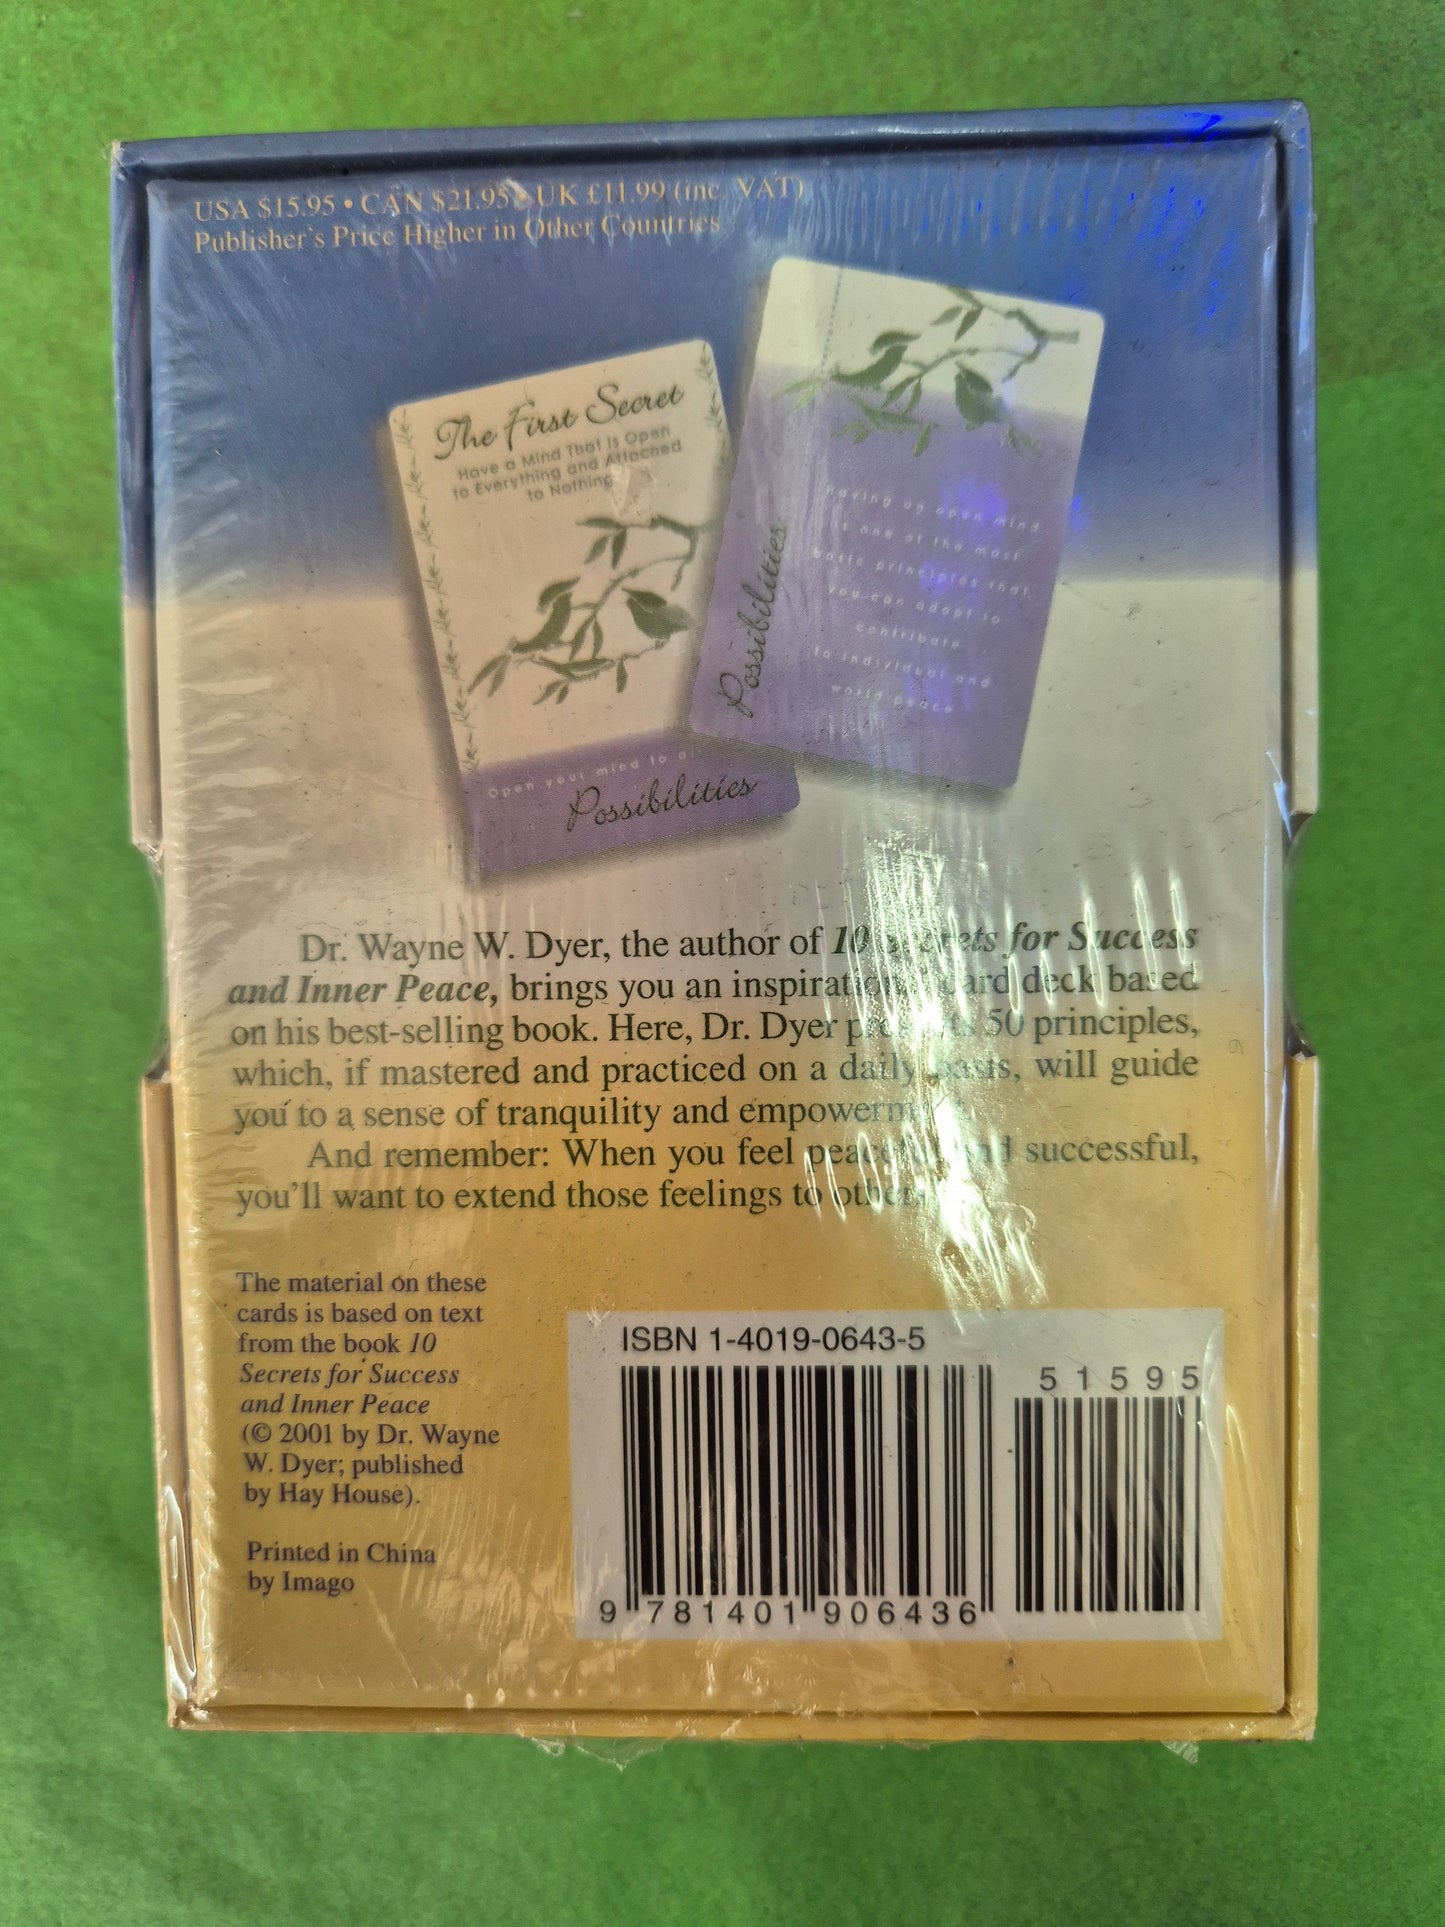 USA $15.95 • CAN $21.95 • UK £11.99 (inc. VAT)
Publisher's Price Higher in Other Countries
The First Secret
Have a Mind That Is Open
to Everything and Attached
to Nothing
Open your mind to all
Possibilities
Possibilities
Having an open mind
is one of the most
basic principles that
you can adopt to
contribute
to individual and
world peace
Dr. Wayne W. Dyer, the author of 10 Secrets for Success
and Inner Peace, brings you an inspirational card deck based
on his best-selling book. Here, Dr. Dyer presents 50 principles,
which, if mastered and practiced on a daily basis, will guide
you to a sense of tranquility and empowerment.
And remember: When you feel peaceful and successful,
you'll want to extend those feelings to others.
The material on these
cards is based on text
from the book 10
Secrets for Success
and Inner Peace
(© 2001 by Dr. Wayne
W. Dyer; published
by Hay House).
Printed in China
by Imago
ISBN 1-4019-0643-5
51595
9 781401 906436